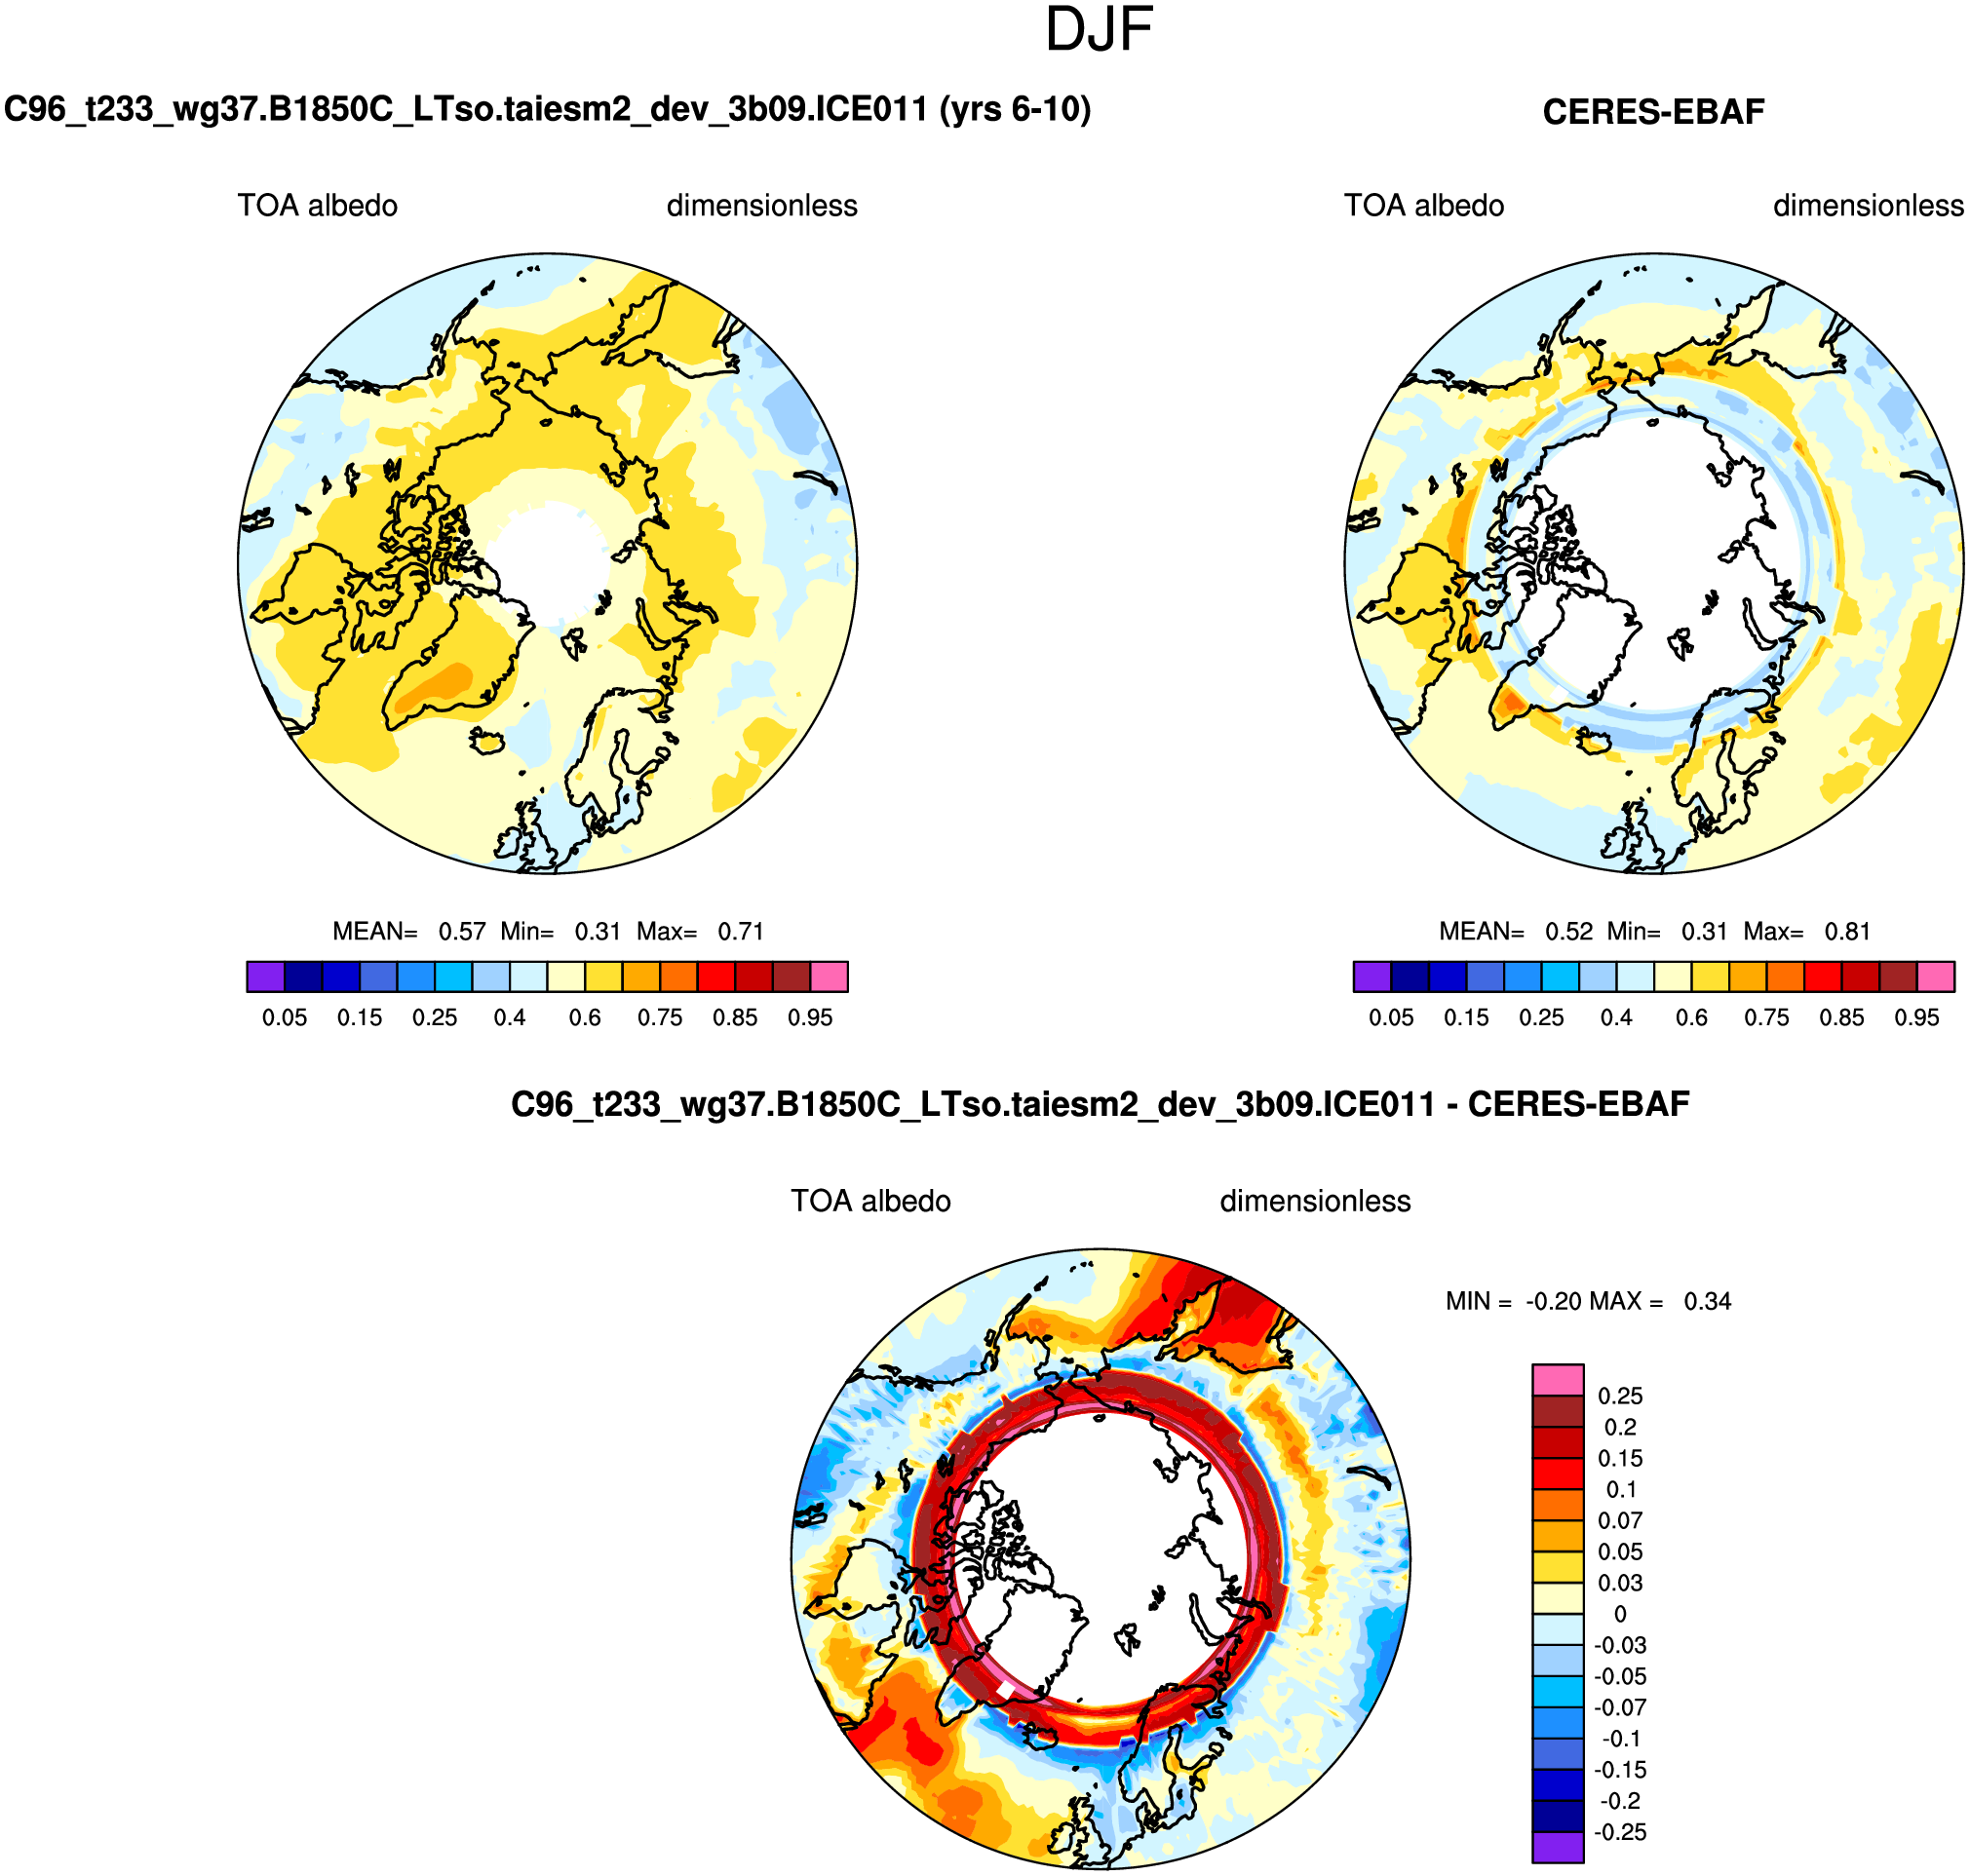 DJF
C96_t233_wg37.B1850C_LTso.taiesm2_dev_3b09.ICE011 (yrs 6-10)
CERES-EBAF
TOA albedo dimensionless
TOA albedo dimensionless
MEAN= 0.57 Min= 0.31 Max= 0.71
MEAN= 0.52 Min= 0.31 Max= 0.81
0.05 0.15 0.25 0.4 0.6 0.75 0.85 0.95
0.05 0.15 0.25 0.4 0.6 0.75 0.85 0.95
C96_t233_wg37.B1850C_LTso.taiesm2_dev_3b09.ICE011 - CERES-EBAF
TOA albedo dimensionless
MIN = -0.20 MAX = 0.34
0.25
0.2
0.15
0.1
0.07
0.05
0.03
0
-0.03
-0.05
-0.07
-0.1
-0.15
-0.2
-0.25